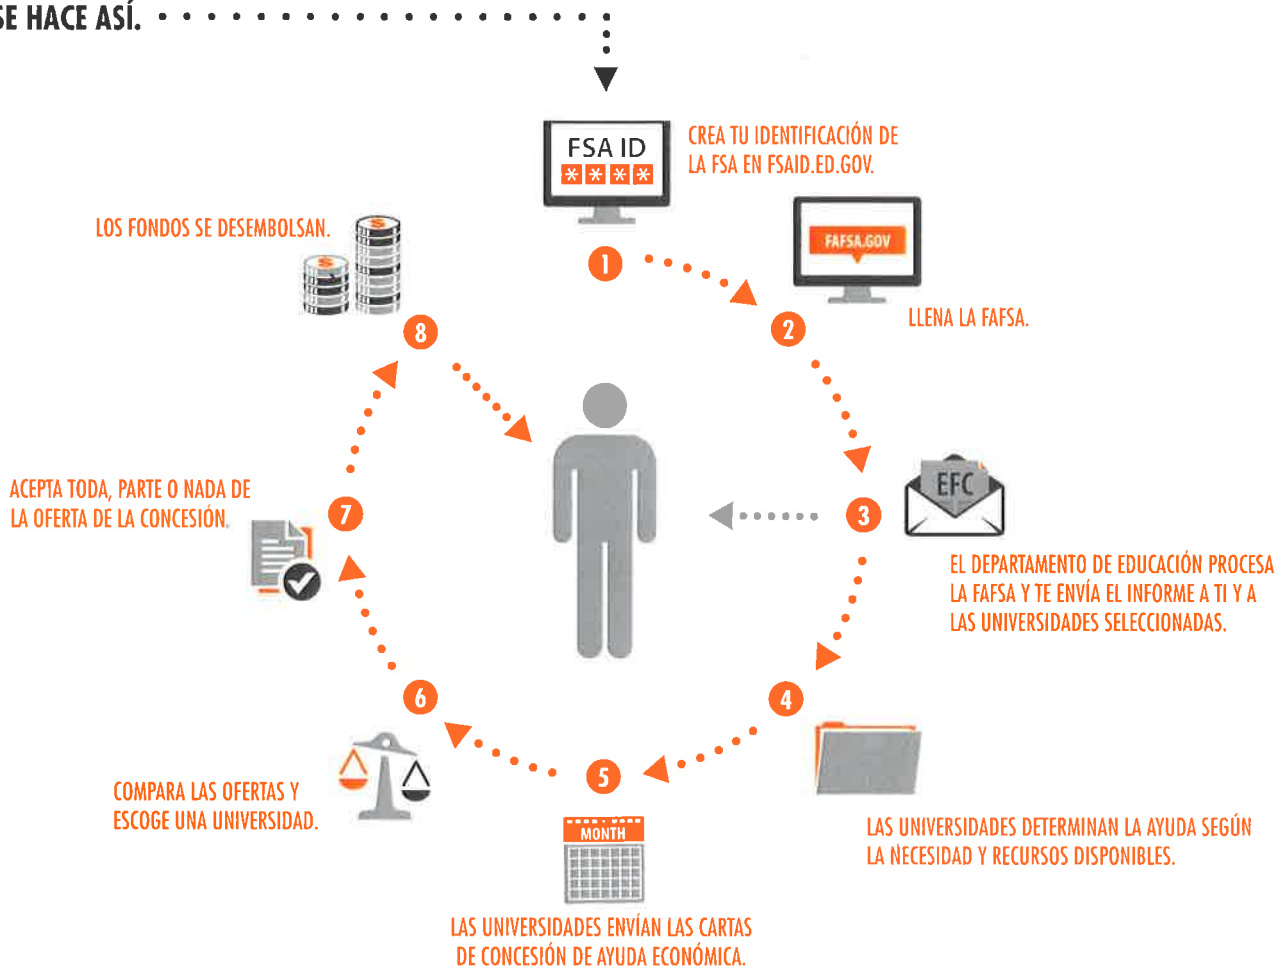 SE HACE ASÍ.
FSA ID
* * * *
CREA TU IDENTIFICACIÓN DE
LA FSA EN FSAID.ED.GOV.
1
FAFSA.GOV
LLENA LA FAFSA.
2
EFC
3
EL DEPARTAMENTO DE EDUCACIÓN PROCESA
LA FAFSA Y TE ENVÍA EL INFORME A TI Y A
LAS UNIVERSIDADES SELECCIONADAS.
4
LAS UNIVERSIDADES DETERMINAN LA AYUDA SEGÚN
LA NECESIDAD Y RECURSOS DISPONIBLES.
5
MONTH
LAS UNIVERSIDADES ENVÍAN LAS CARTAS
DE CONCESIÓN DE AYUDA ECONÓMICA.
6
COMPARA LAS OFERTAS Y
ESCOGE UNA UNIVERSIDAD.
7
ACEPTA TODA, PARTE O NADA DE
LA OFERTA DE LA CONCESIÓN.
8
LOS FONDOS SE DESEMBOLSAN.
$
$